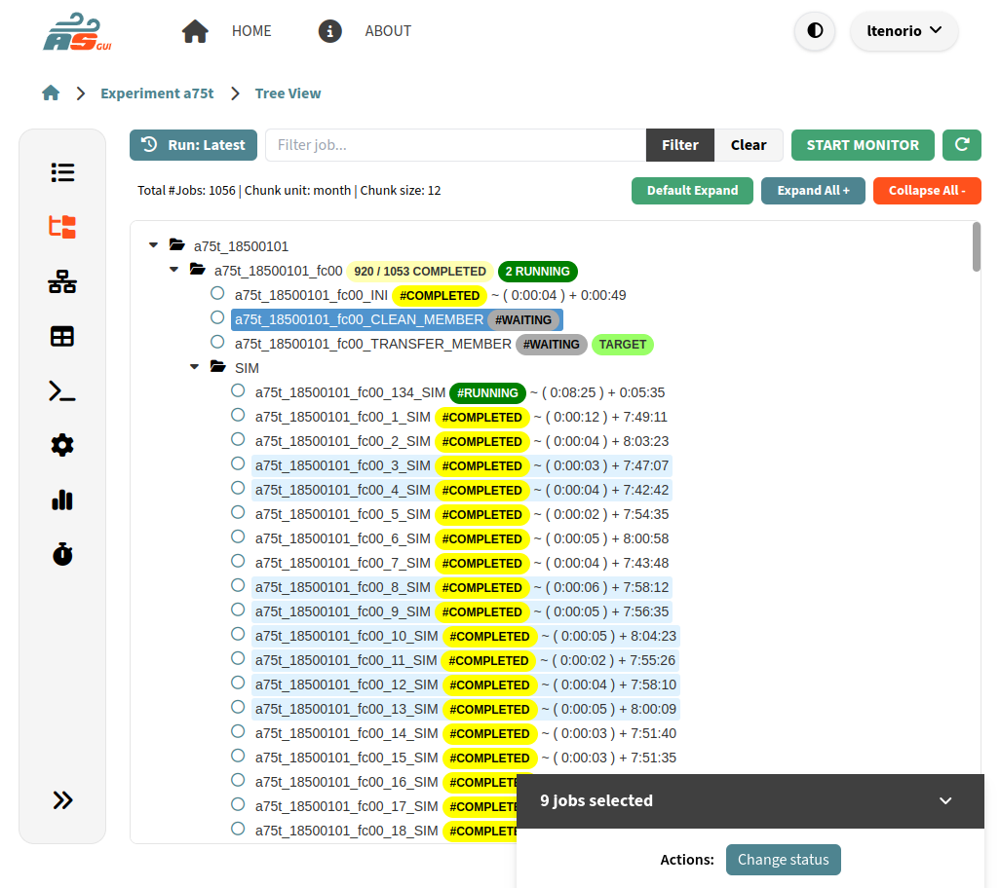 AS GUI
HOME
ABOUT
ltenorio
Experiment a75t
Tree View
Run: Latest
Filter job...
Filter
Clear
START MONITOR
Total #Jobs: 1056 | Chunk unit: month | Chunk size: 12
Default Expand
Expand All +
Collapse All -
a75t_18500101
a75t_18500101_fc00 920 / 1053 COMPLETED 2 RUNNING
a75t_18500101_fc00_INI #COMPLETED ~ ( 0:00:04 ) + 0:00:49
a75t_18500101_fc00_CLEAN_MEMBER #WAITING
a75t_18500101_fc00_TRANSFER_MEMBER #WAITING TARGET
SIM
a75t_18500101_fc00_134_SIM #RUNNING ~ ( 0:08:25 ) + 0:05:35
a75t_18500101_fc00_1_SIM #COMPLETED ~ ( 0:00:12 ) + 7:49:11
a75t_18500101_fc00_2_SIM #COMPLETED ~ ( 0:00:04 ) + 8:03:23
a75t_18500101_fc00_3_SIM #COMPLETED ~ ( 0:00:03 ) + 7:47:07
a75t_18500101_fc00_4_SIM #COMPLETED ~ ( 0:00:04 ) + 7:42:42
a75t_18500101_fc00_5_SIM #COMPLETED ~ ( 0:00:02 ) + 7:54:35
a75t_18500101_fc00_6_SIM #COMPLETED ~ ( 0:00:05 ) + 8:00:58
a75t_18500101_fc00_7_SIM #COMPLETED ~ ( 0:00:04 ) + 7:43:48
a75t_18500101_fc00_8_SIM #COMPLETED ~ ( 0:00:06 ) + 7:58:12
a75t_18500101_fc00_9_SIM #COMPLETED ~ ( 0:00:05 ) + 7:56:35
a75t_18500101_fc00_10_SIM #COMPLETED ~ ( 0:00:05 ) + 8:04:23
a75t_18500101_fc00_11_SIM #COMPLETED ~ ( 0:00:02 ) + 7:55:26
a75t_18500101_fc00_12_SIM #COMPLETED ~ ( 0:00:04 ) + 7:58:10
a75t_18500101_fc00_13_SIM #COMPLETED ~ ( 0:00:05 ) + 8:00:09
a75t_18500101_fc00_14_SIM #COMPLETED ~ ( 0:00:03 ) + 7:51:40
a75t_18500101_fc00_15_SIM #COMPLETED ~ ( 0:00:03 ) + 7:51:35
a75t_18500101_fc00_16_SIM
a75t_18500101_fc00_17_SIM
a75t_18500101_fc00_18_SIM
9 jobs selected
Actions:
Change status